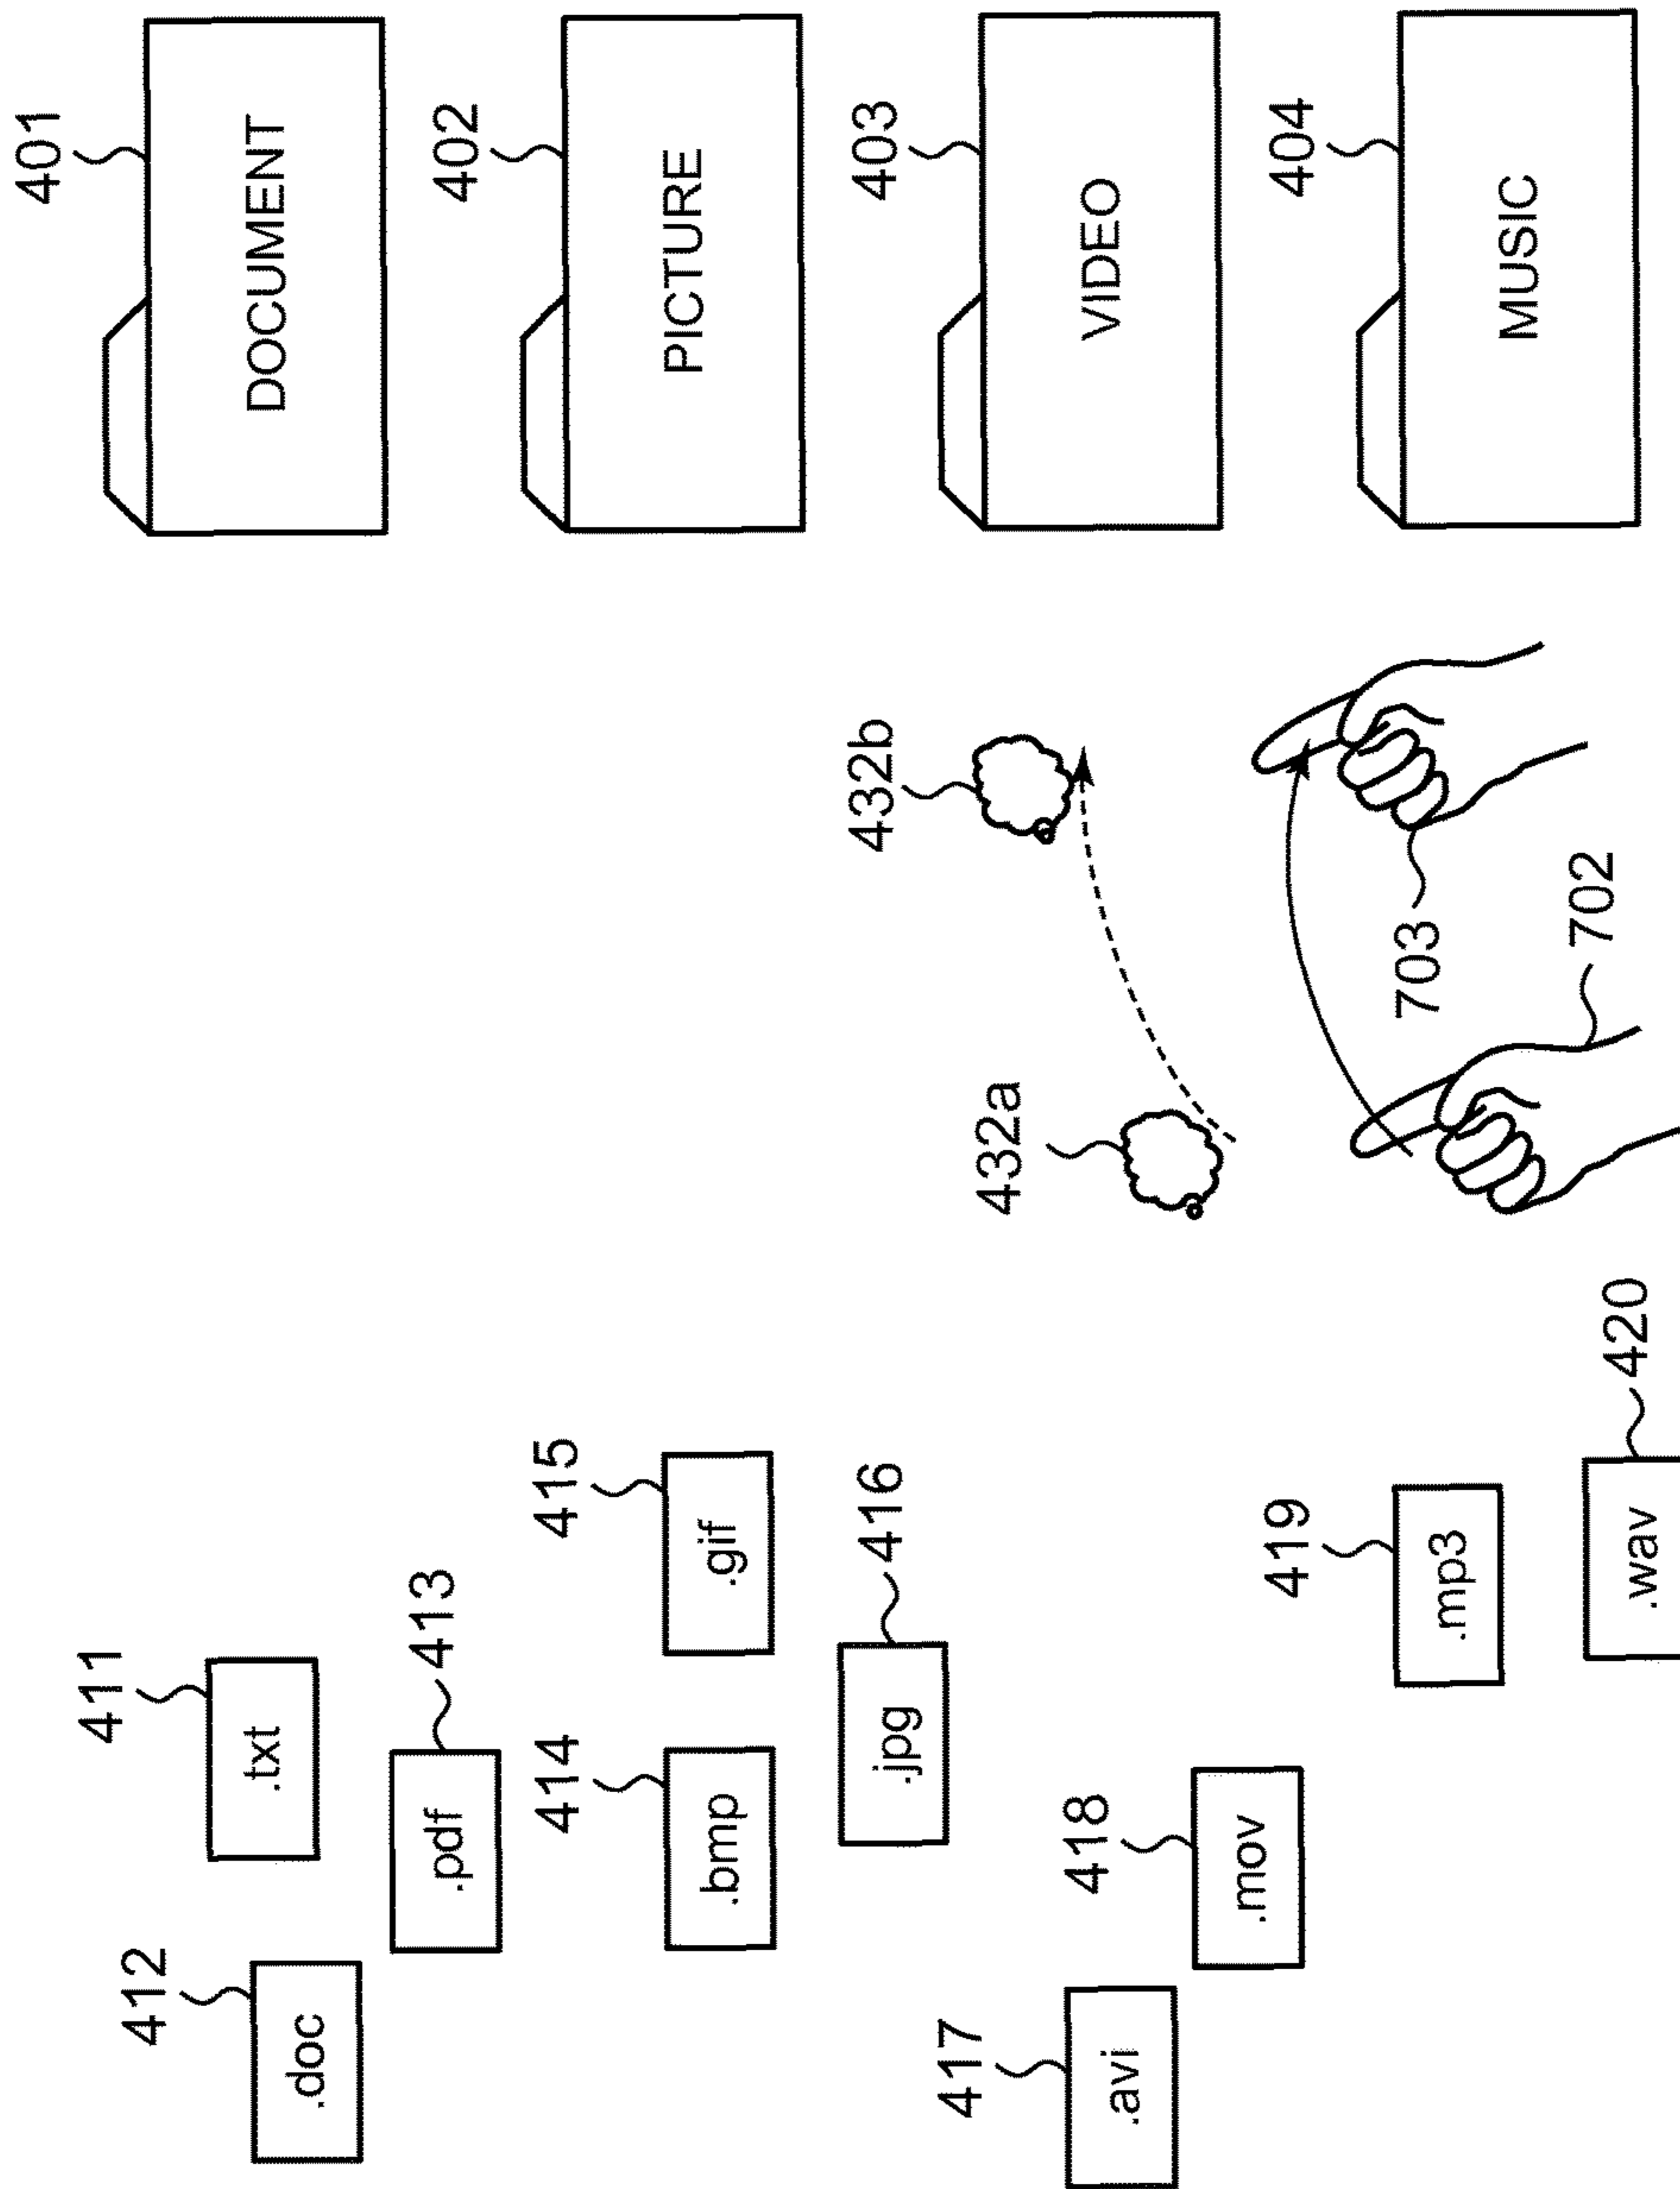 401
DOCUMENT
402
PICTURE
403
VIDEO
404
MUSIC
411
.txt
412
.doc
413
.pdf
414
.bmp
415
.gif
416
.jpg
417
.avi
418
.mov
419
.mp3
420
.wav
432a
432b
702
703